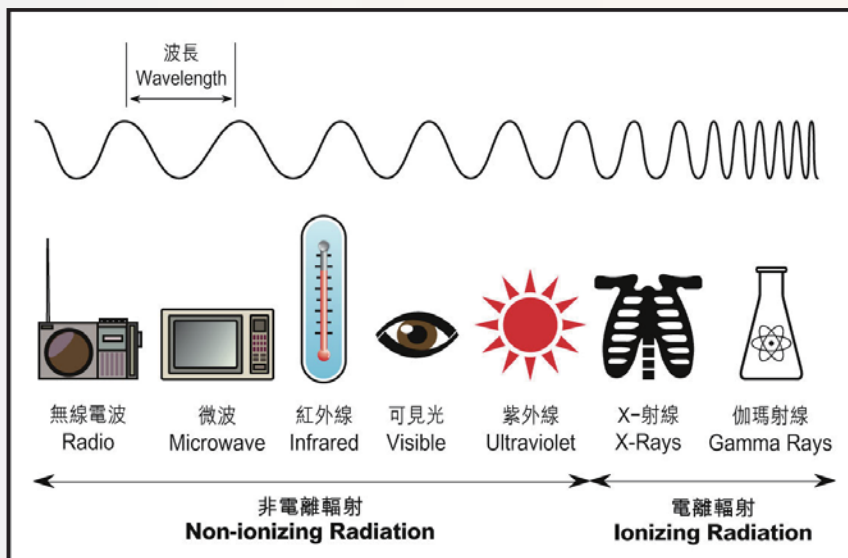 波長
Wavelength
無線電波
Radio
微波
Microwave
紅外線
Infrared
可見光
Visible
紫外線
Ultraviolet
X-射線
X-Rays
伽瑪射線
Gamma Rays
非電離輻射
Non-ionizing Radiation
電離輻射
Ionizing Radiation